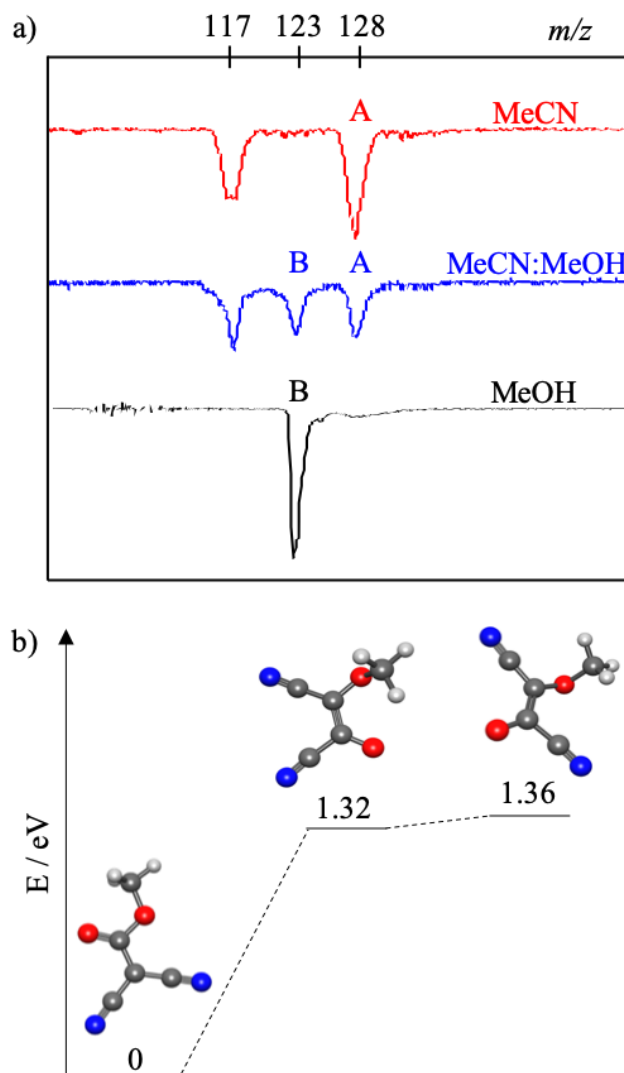 a) 117 123 128 m/z
A MeCN
B A MeCN:MeOH
B MeOH
b)
E / eV
1.32 1.36
0